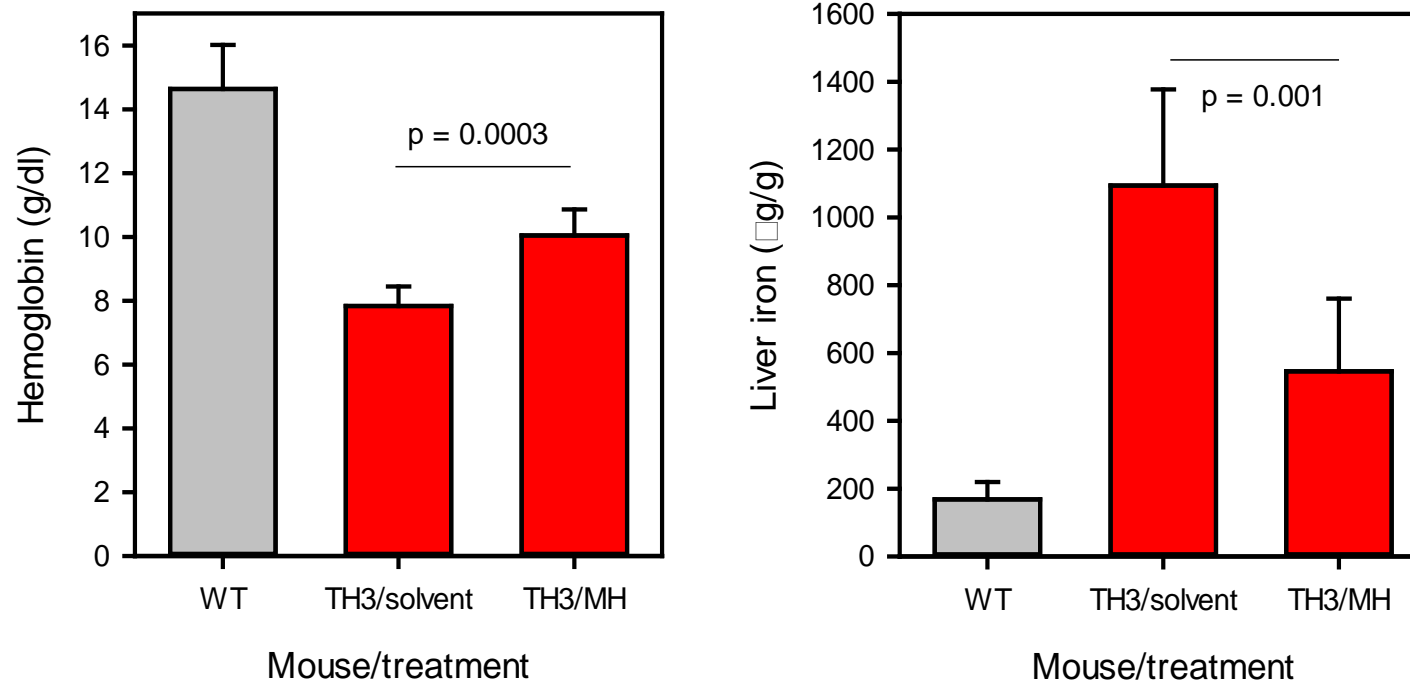 Hemoglobin (g/dl)
16
14
12
10
8
6
4
2
0
p = 0.0003
WT TH3/solvent TH3/MH
Mouse/treatment
Liver iron (□g/g)
1600
1400
1200
1000
800
600
400
200
0
p = 0.001
WT TH3/solvent TH3/MH
Mouse/treatment